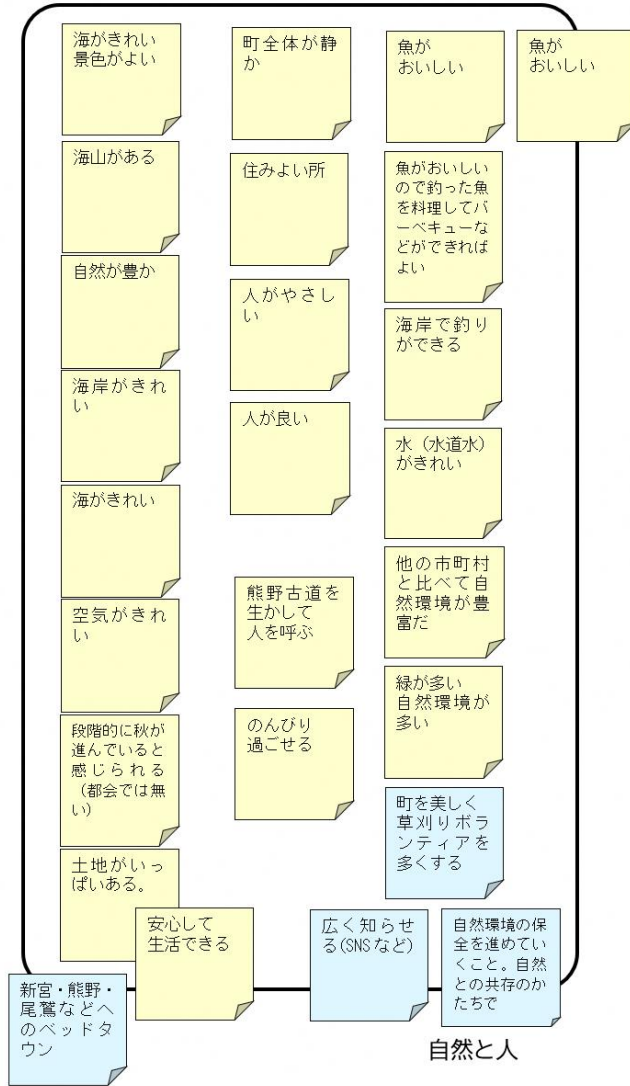 海がきれい
景色がよい
海山がある
自然が豊か
海岸がきれ
い
海がきれい
空気がきれ
い
段階的に秋が
進んでいると
感じられる
（都会では無
い）
土地がいっ
ぱいある。
安心して
生活できる
新宮・熊野・
尾鷲などへ
のベッドタ
ウン
町全体が静
か
住みよい所
人がやさし
い
人が良い
熊野古道を
生かして
人を呼ぶ
のんびり
過ごせる
広く知らせ
る(SNSなど)
魚が
おいしい
魚が
おいしい
魚がおいしい
ので釣った魚
を料理してバ
ーベキューな
どができれば
よい
海岸で釣り
ができる
水（水道水）
がきれい
他の市町村
と比べて自
然環境が豊
富だ
緑が多い
自然環境が
多い
町を美しく
草刈りボラ
ンティアを
多くする
自然環境の保
全を進めてい
くこと。自然
との共存のか
たちで
自然と人